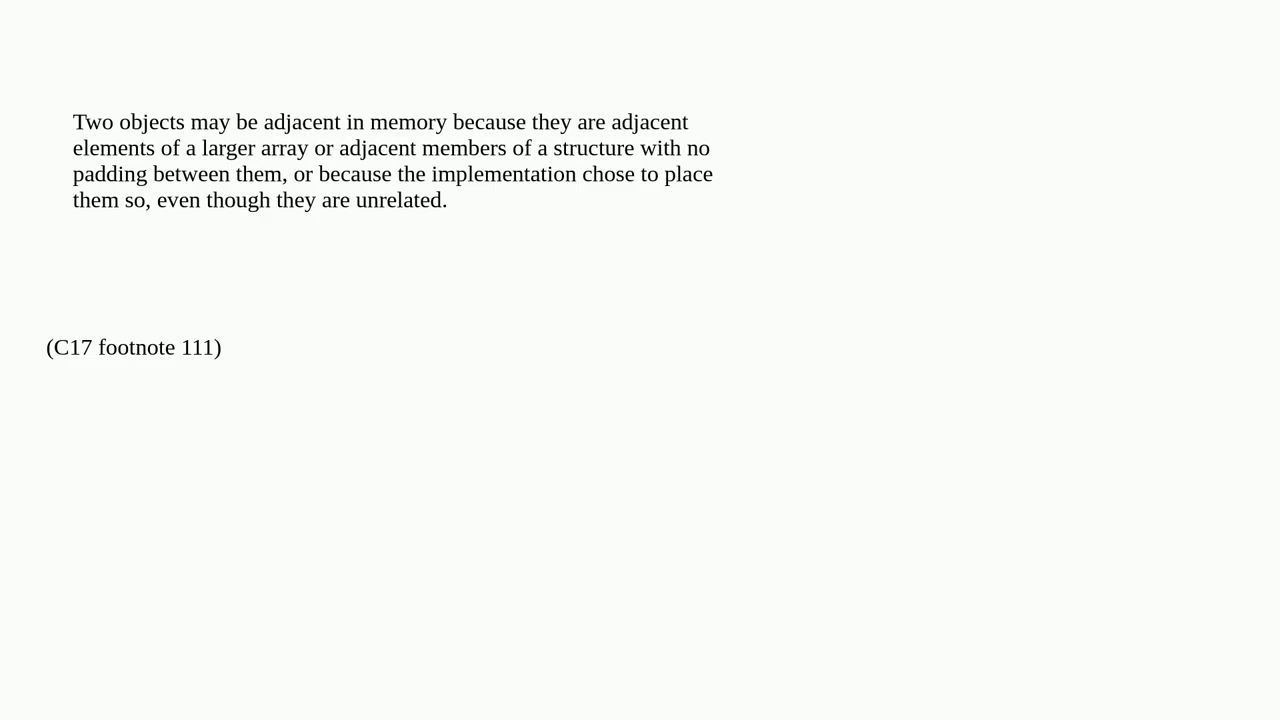 Two objects may be adjacent in memory because they are adjacent
elements of a larger array or adjacent members of a structure with no
padding between them, or because the implementation chose to place
them so, even though they are unrelated.
(C17 footnote 111)